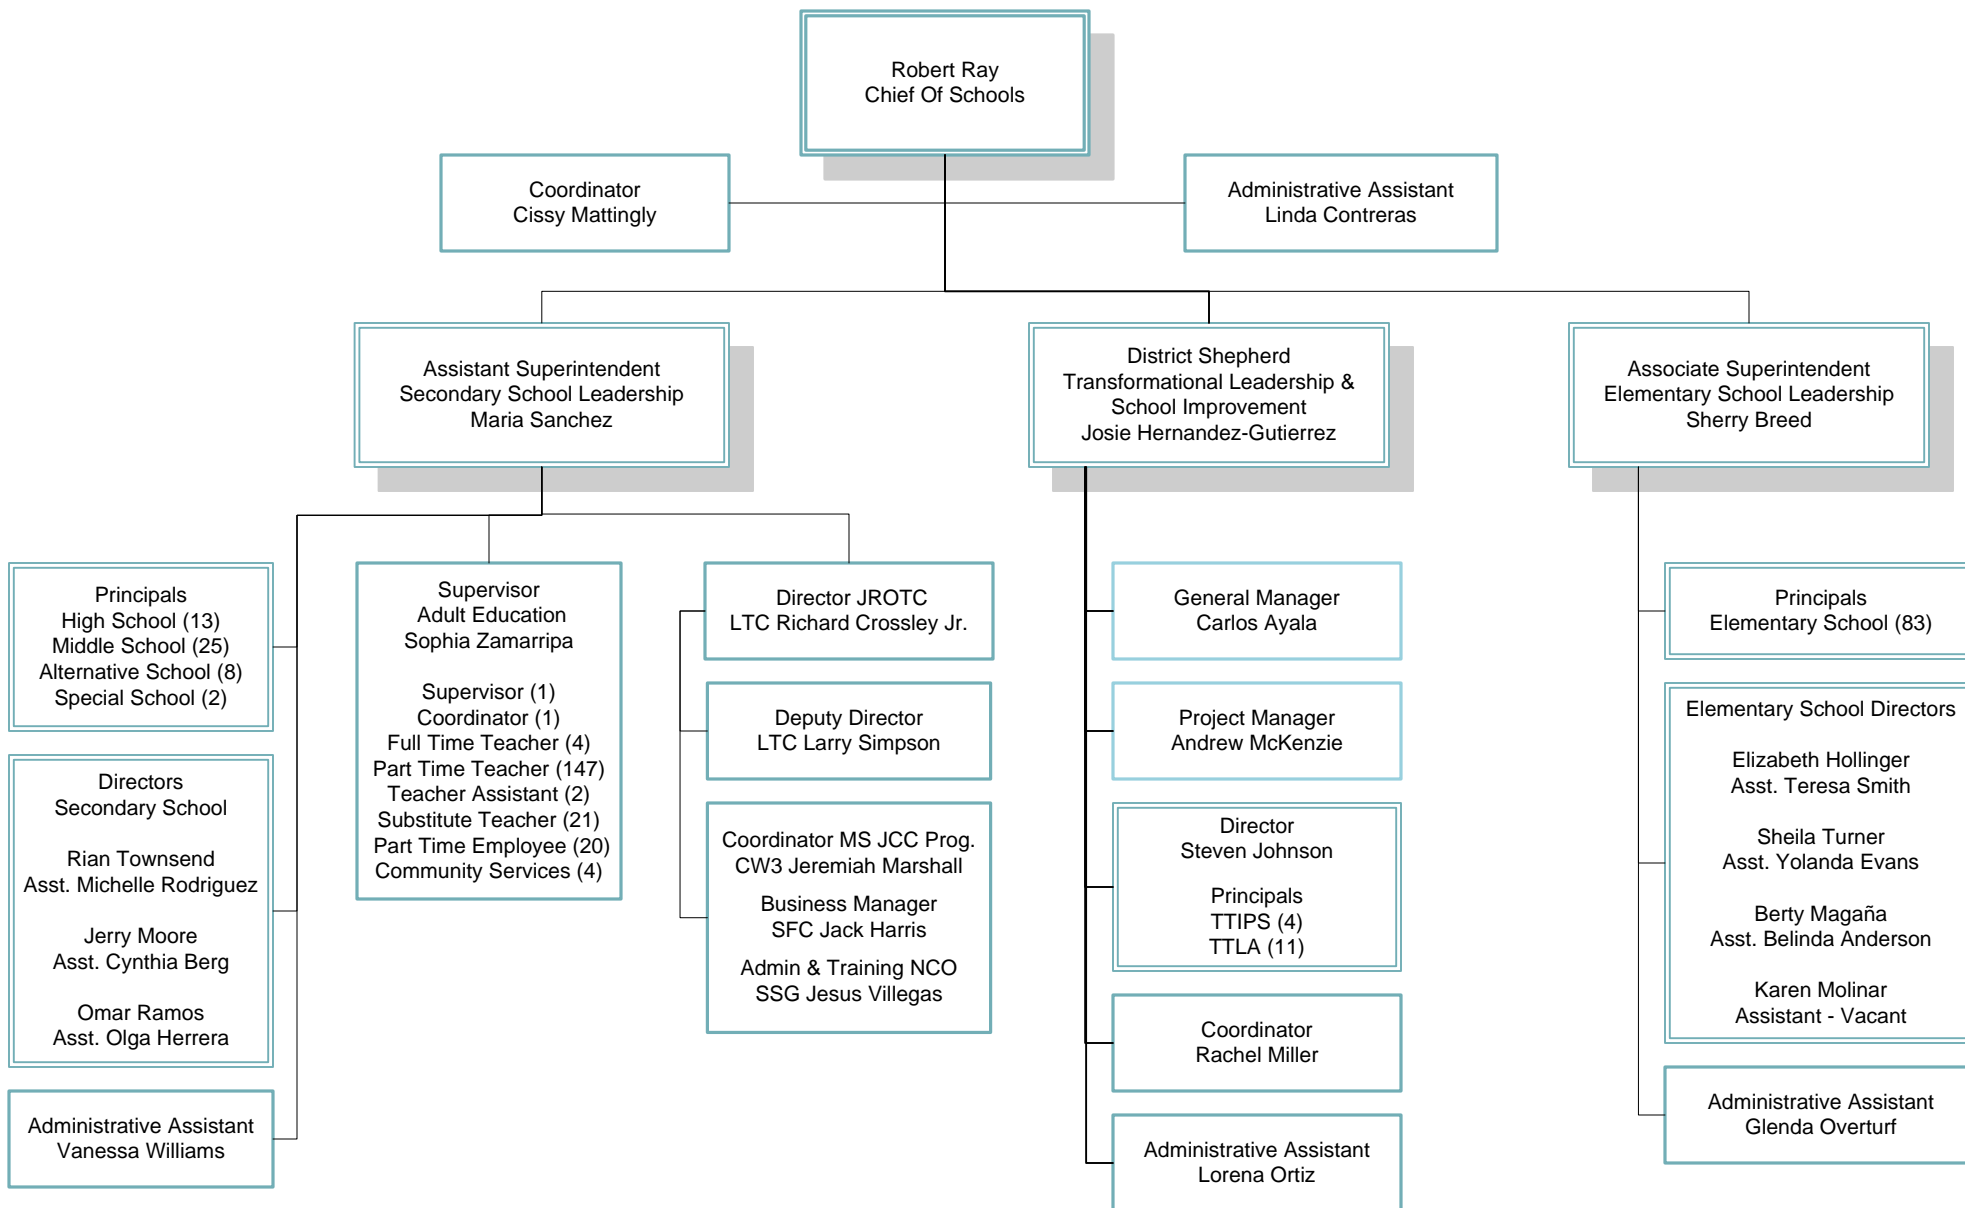 Robert Ray
Chief Of Schools
Coordinator
Cissy Mattingly
Administrative Assistant
Linda Contreras
Assistant Superintendent
Secondary School Leadership
Maria Sanchez
District Shepherd
Transformational Leadership &
School Improvement
Josie Hernandez-Gutierrez
Associate Superintendent
Elementary School Leadership
Sherry Breed
Principals
High School (13)
Middle School (25)
Alternative School (8)
Special School (2)
Directors
Secondary School
Rian Townsend
Asst. Michelle Rodriguez
Jerry Moore
Asst. Cynthia Berg
Omar Ramos
Asst. Olga Herrera
Administrative Assistant
Vanessa Williams
Supervisor
Adult Education
Sophia Zamarripa
Supervisor (1)
Coordinator (1)
Full Time Teacher (4)
Part Time Teacher (147)
Teacher Assistant (2)
Substitute Teacher (21)
Part Time Employee (20)
Community Services (4)
Director JROTC
LTC Richard Crossley Jr.
Deputy Director
LTC Larry Simpson
Coordinator MS JCC Prog.
CW3 Jeremiah Marshall
Business Manager
SFC Jack Harris
Admin & Training NCO
SSG Jesus Villegas
General Manager
Carlos Ayala
Project Manager
Andrew McKenzie
Director
Steven Johnson
Principals
TTIPS (4)
TTLA (11)
Coordinator
Rachel Miller
Administrative Assistant
Lorena Ortiz
Principals
Elementary School (83)
Elementary School Directors
Elizabeth Hollinger
Asst. Teresa Smith
Sheila Turner
Asst. Yolanda Evans
Berty Magaña
Asst. Belinda Anderson
Karen Molinar
Assistant - Vacant
Administrative Assistant
Glenda Overturf